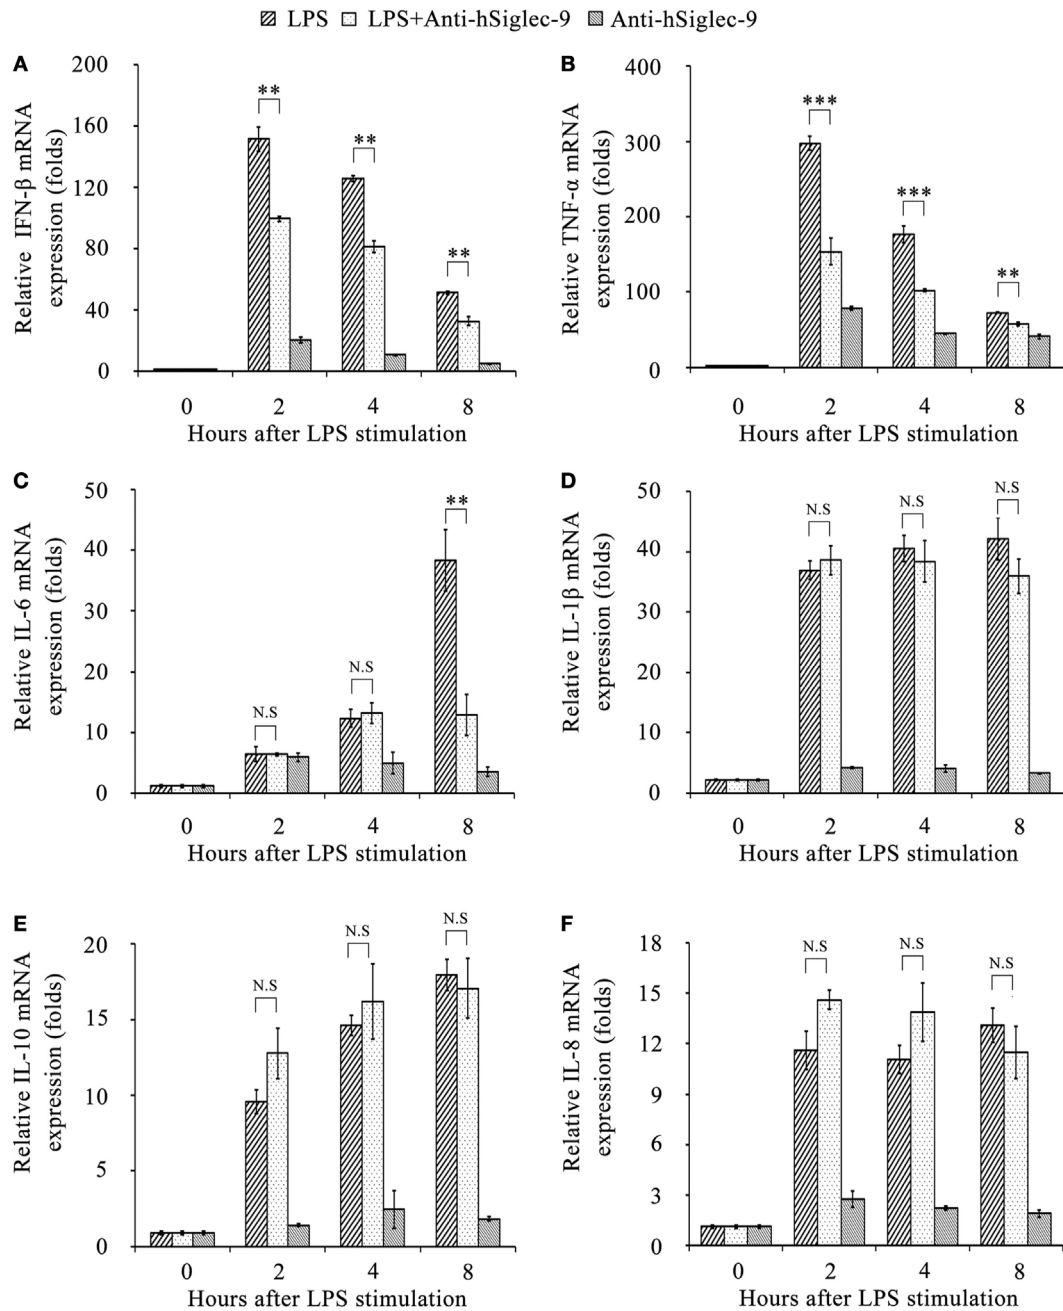 LPS LPS+Anti-hSiglec-9 Anti-hSiglec-9
A
Relative IFN-β mRNA
expression (folds)
200
160
120
80
40
0
**
**
**
0 2 4 8
Hours after LPS stimulation
B
Relative TNF-α mRNA
expression (folds)
400
300
200
100
0
***
***
**
0 2 4 8
Hours after LPS stimulation
C
Relative IL-6 mRNA
expression (folds)
50
40
30
20
10
0
N.S
N.S
**
0 2 4 8
Hours after LPS stimulation
D
Relative IL-1β mRNA
expression (folds)
50
40
30
20
10
0
N.S
N.S
N.S
0 2 4 8
Hours after LPS stimulation
E
Relative IL-10 mRNA
expression (folds)
20
15
10
5
0
N.S
N.S
N.S
0 2 4 8
Hours after LPS stimulation
F
Relative IL-8 mRNA
expression (folds)
18
15
12
9
6
3
0
N.S
N.S
N.S
0 2 4 8
Hours after LPS stimulation